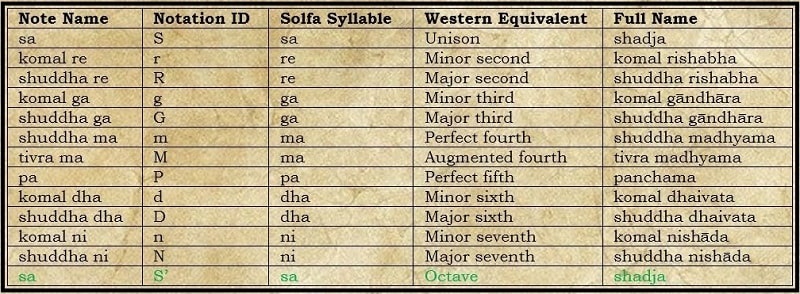 Note Name Notation ID Solfa Syllable Western Equivalent Full Name
sa S sa Unison shadja
komal re r re Minor second komal rishabha
shuddha re R re Major second shuddha rishabha
komal ga g ga Minor third komal gāndhāra
shuddha ga G ga Major third shuddha gāndhāra
shuddha ma m ma Perfect fourth shuddha madhyama
tivra ma M ma Augmented fourth tivra madhyama
pa P pa Perfect fifth panchama
komal dha d dha Minor sixth komal dhaivata
shuddha dha D dha Major sixth shuddha dhaivata
komal ni n ni Minor seventh komal nishāda
shuddha ni N ni Major seventh shuddha nishāda
sa S’ sa Octave shadja